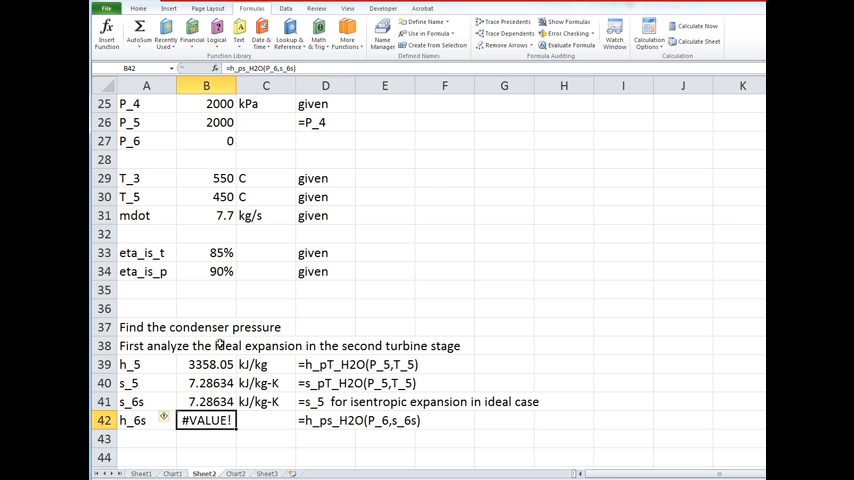 File Home Insert Page Layout Formulas Data Review View Developer Acrobat
fx Σ A
Insert Function AutoSum Recently Used Financial Logical Text Date & Time Lookup & Reference Math & Trig More Functions Name Manager Define Name Use in Formula Create from Selection Trace Precedents Trace Dependents Remove Arrows Show Formulas Error Checking Evaluate Formula Watch Window Calculation Options Calculate Now Calculate Sheet
Function Library Defined Names Formula Auditing Calculation
B42 fx =h_ps_H2O(P_6,s_6s)
A B C D E F G H I J K
25 P_4 2000 kPa given
26 P_5 2000 =P_4
27 P_6 0
28
29 T_3 550 C given
30 T_5 450 C given
31 mdot 7.7 kg/s given
32
33 eta_is_t 85% given
34 eta_is_p 90% given
35
36
37 Find the condenser pressure
38 First analyze the ideal expansion in the second turbine stage
39 h_5 3358.05 kJ/kg =h_pT_H2O(P_5,T_5)
40 s_5 7.28634 kJ/kg-K =s_pT_H2O(P_5,T_5)
41 s_6s 7.28634 kJ/kg-K =s_5 for isentropic expansion in ideal case
42 h_6s #VALUE! =h_ps_H2O(P_6,s_6s)
43
44
Sheet1 Chart1 Sheet2 Chart2 Sheet3